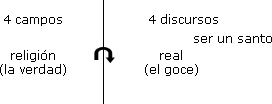 4 campos
4 discursos
ser un santo
religión
(la verdad)
real
(el goce)